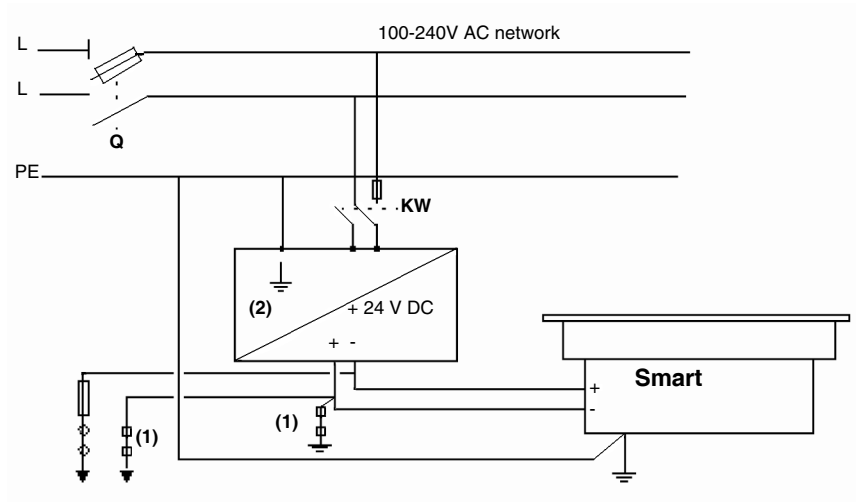 100-240V AC network
L
L
Q
PE
KW
(2)
+ 24 V DC
+ -
Smart
+
-
(1)
(1)